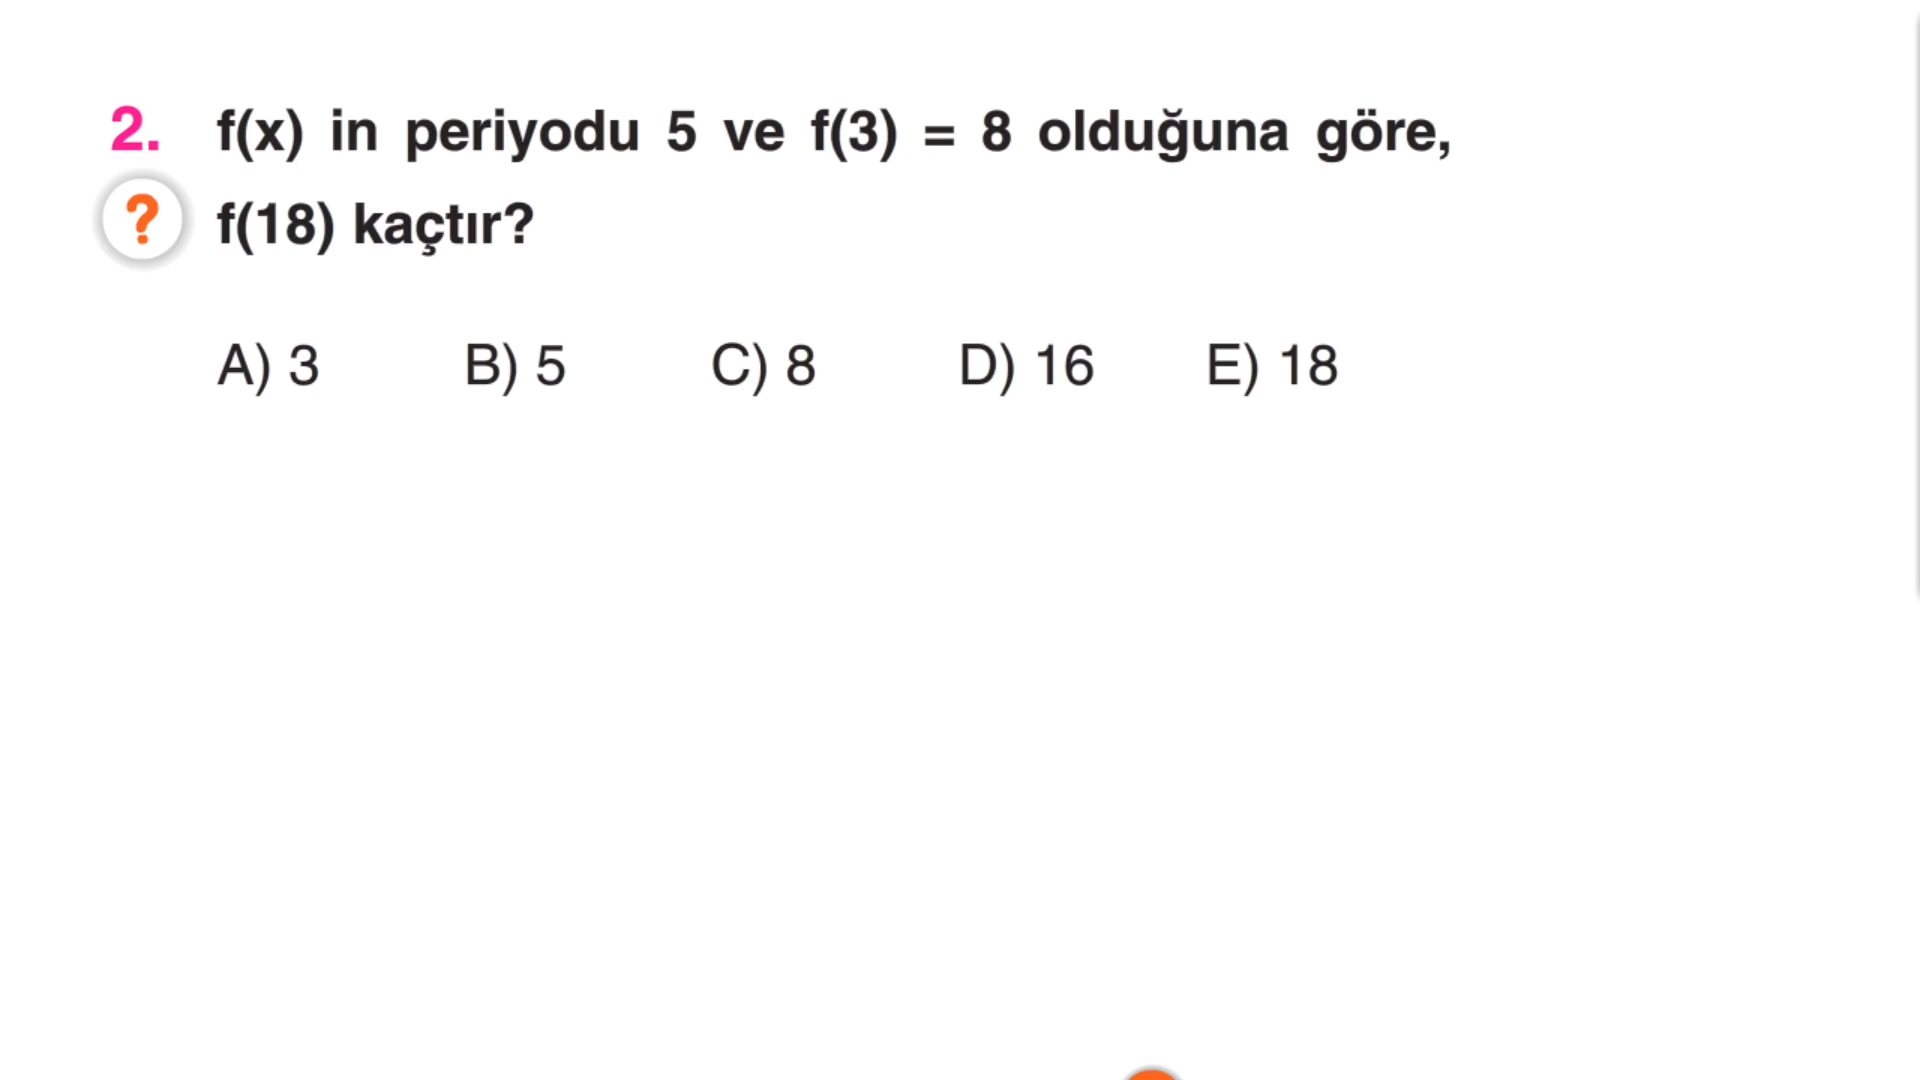 2. f(x) in periyodu 5 ve f(3) = 8 olduğuna göre,
? f(18) kaçtır?
A) 3 B) 5 C) 8 D) 16 E) 18